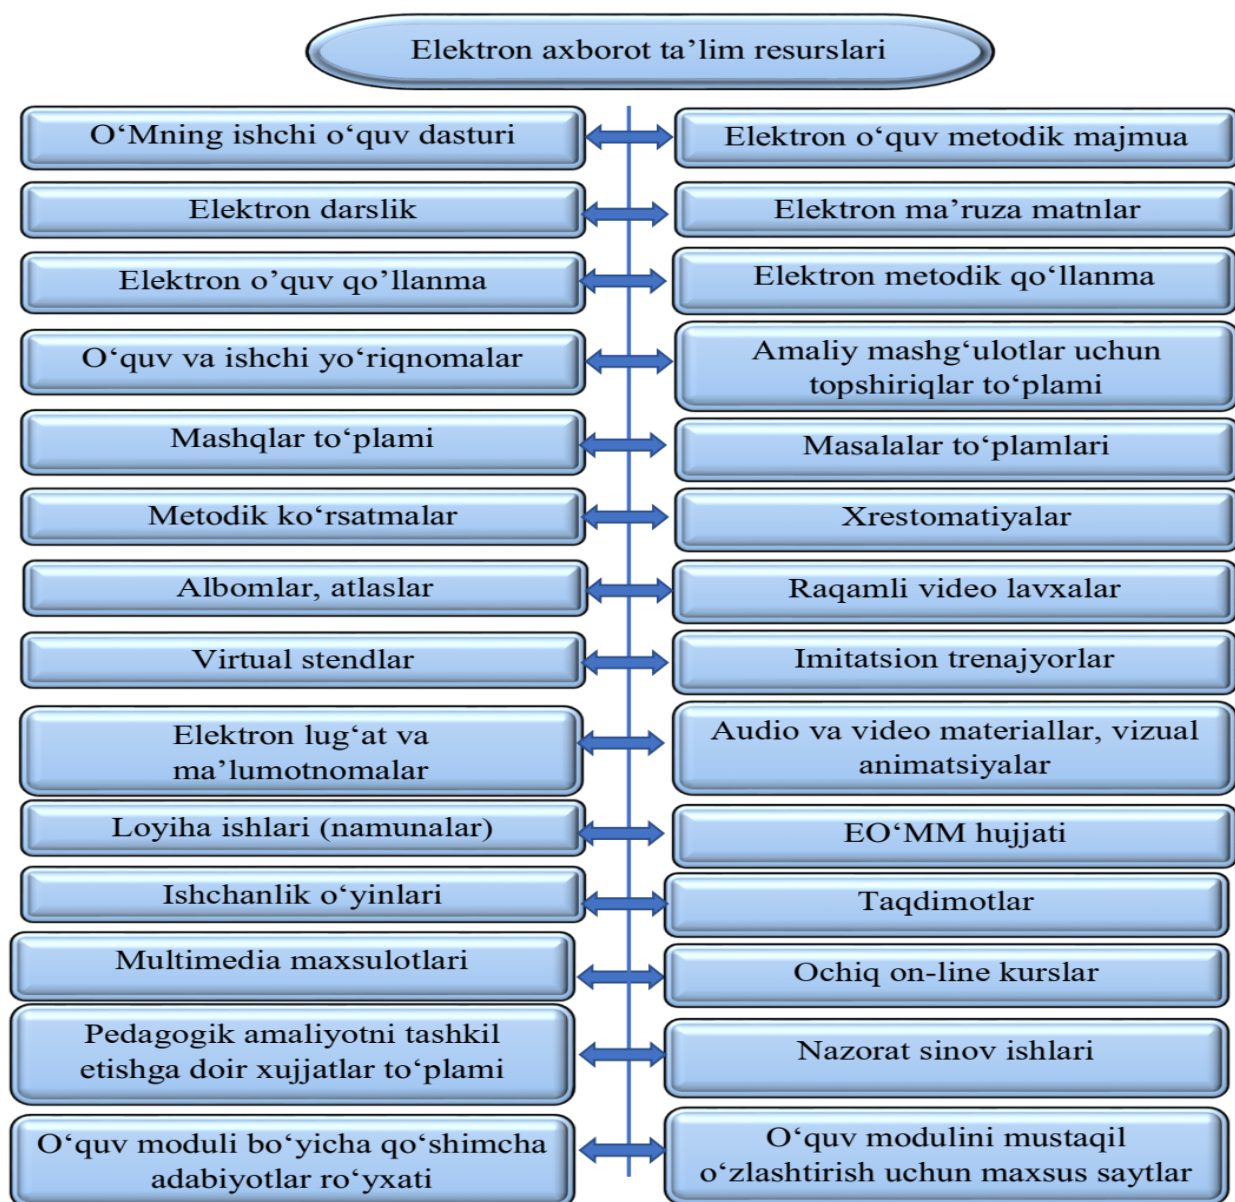 Elektron axborot ta’lim resurslari
O‘Mning ishchi o‘quv dasturi
Elektron o‘quv metodik majmua
Elektron darslik
Elektron ma’ruza matnlar
Elektron o’quv qo’llanma
Elektron metodik qo‘llanma
O‘quv va ishchi yo‘riqnomalar
Amaliy mashg‘ulotlar uchun
topshiriqlar to‘plami
Mashqlar to‘plami
Masalalar to‘plamlari
Metodik ko‘rsatmalar
Xrestomatiyalar
Albomlar, atlaslar
Raqamli video lavxalar
Virtual stendlar
Imitatsion trenajyorlar
Elektron lug‘at va
ma’lumotnomalar
Audio va video materiallar, vizual
animatsiyalar
Loyiha ishlari (namunalar)
EO‘MM hujjati
Ishchanlik o‘yinlari
Taqdimotlar
Multimedia maxsulotlari
Ochiq on-line kurslar
Pedagogik amaliyotni tashkil
etishga doir xujjatlar to‘plami
Nazorat sinov ishlari
O‘quv moduli bo‘yicha qo‘shimcha
adabiyotlar ro‘yxati
O‘quv modulini mustaqil
o‘zlashtirish uchun maxsus saytlar